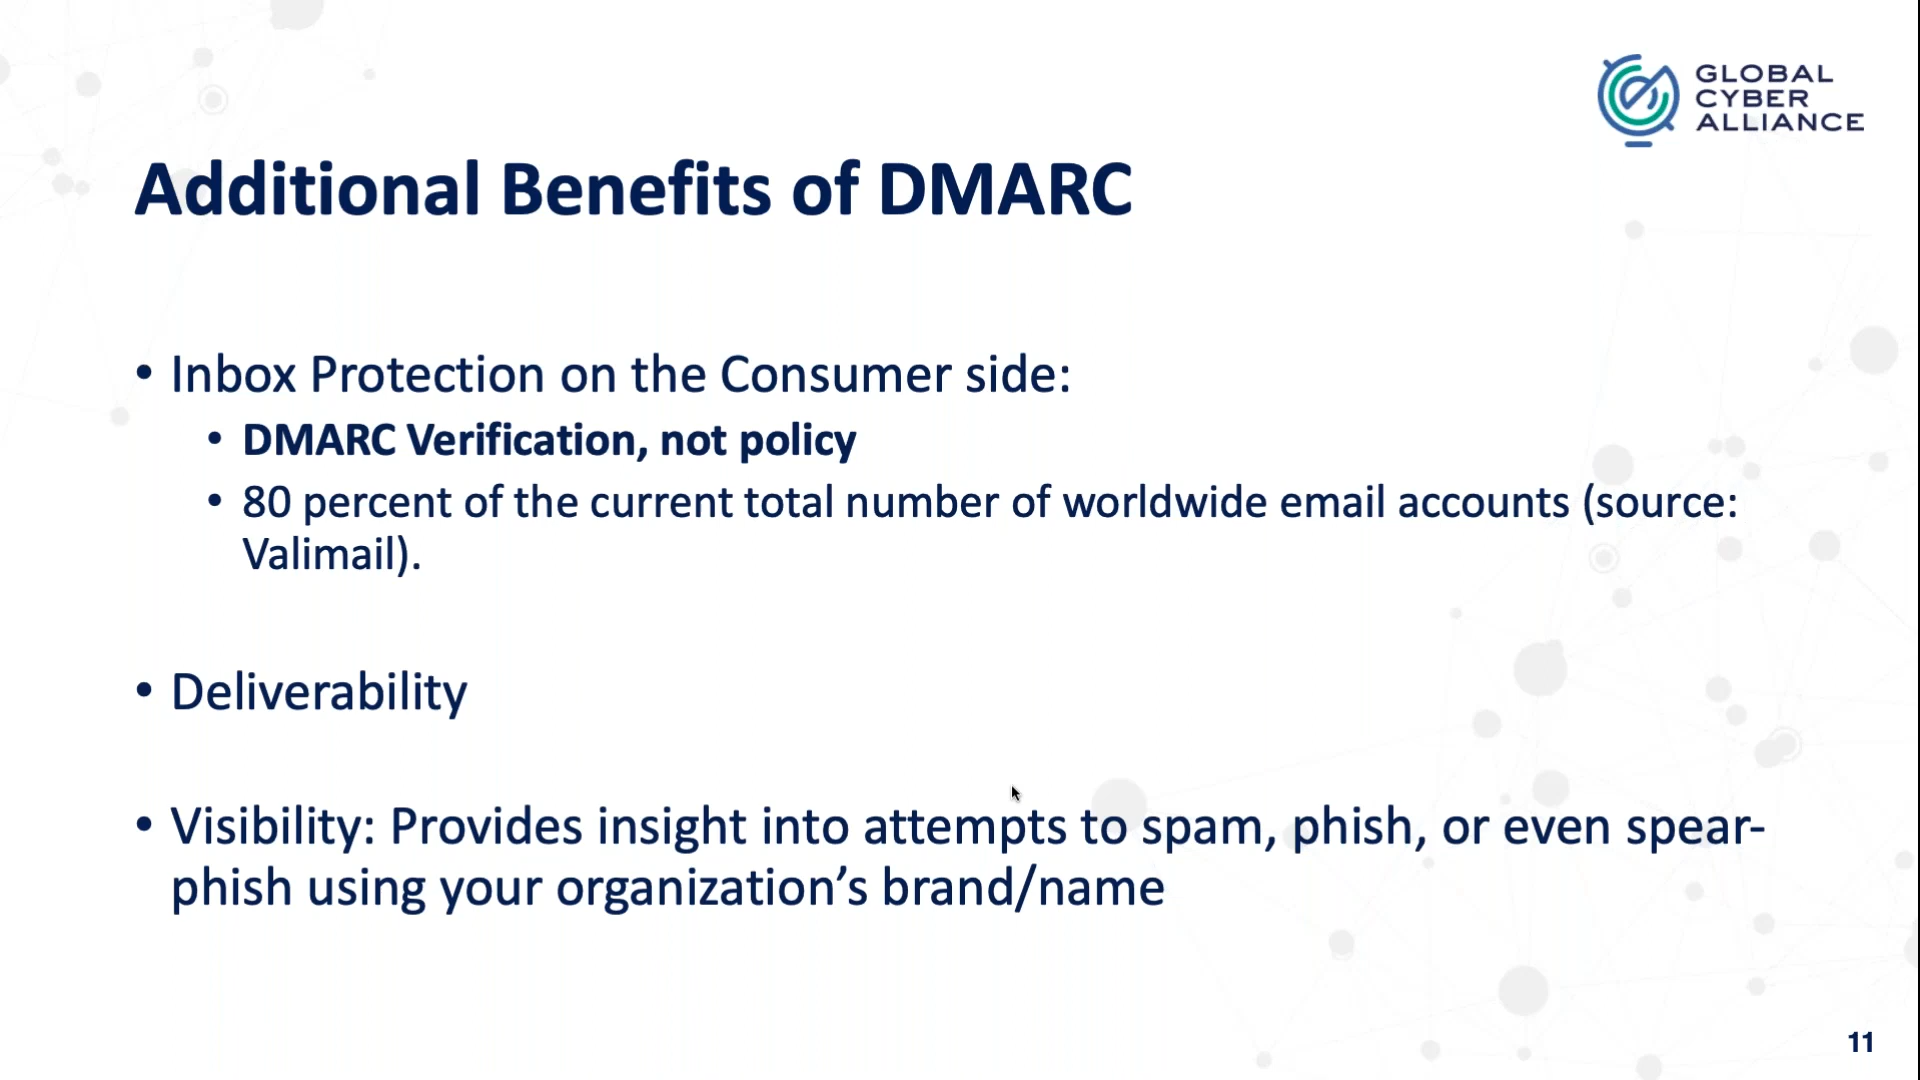 GLOBAL
CYBER
ALLIANCE
Additional Benefits of DMARC
• Inbox Protection on the Consumer side:
• DMARC Verification, not policy
• 80 percent of the current total number of worldwide email accounts (source:
Valimail).
• Deliverability
• Visibility: Provides insight into attempts to spam, phish, or even spear-
phish using your organization’s brand/name
11